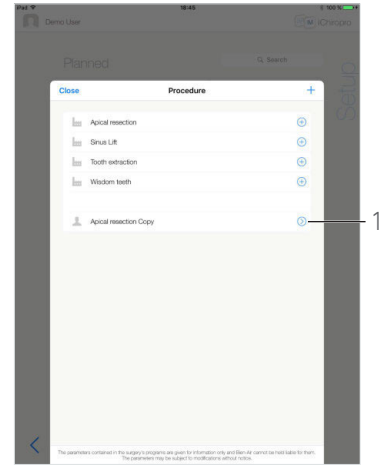 iPad 16:45 100 %
Demo User iChiropro
Planned Search
Setup
Close Procedure +
Apical resection
Sinus Lift
Tooth extraction
Wisdom teeth
Apical resection Copy
1
The parameters contained in the surgery's programs are given for information only and Bien-Air cannot be held liable for them.
The parameters may be subject to modifications without notice.